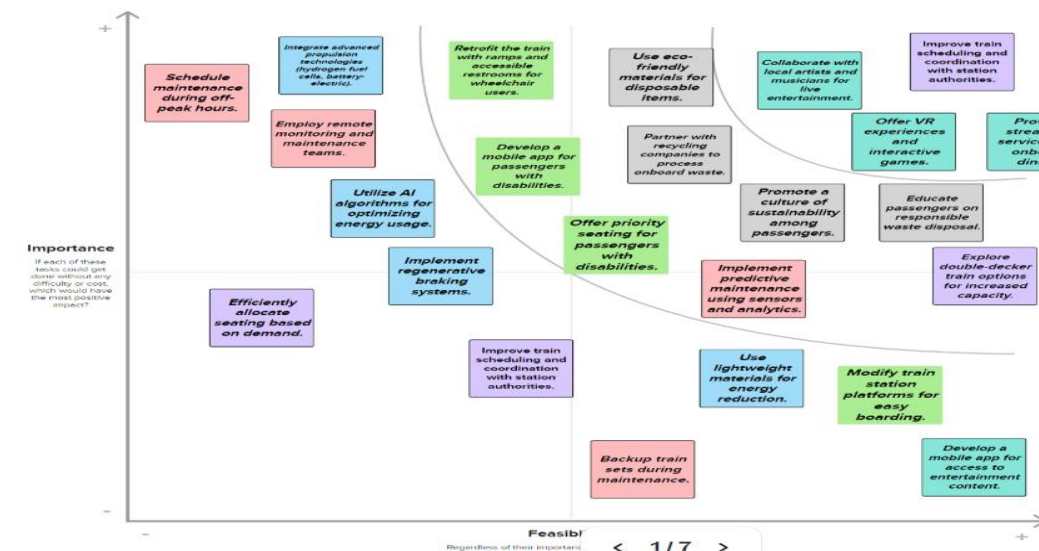 +
Integrate advanced
propulsion
technologies
(hydrogen fuel
cells, battery-
electric).
Retrofit the train
with ramps and
accessible
restrooms for
wheelchair
users.
Use eco-
friendly
materials for
disposable
items.
Collaborate with
local artists and
musicians for
live
entertainment.
Improve train
scheduling and
coordination
with station
authorities.
Schedule
maintenance
during off-
peak hours.
Employ remote
monitoring and
maintenance
teams.
Develop a
mobile app for
passengers
with
disabilities.
Partner with
recycling
companies to
process
onboard waste.
Offer VR
experiences
and
interactive
games.
Utilize AI
algorithms for
optimizing
energy usage.
Promote a
culture of
sustainability
among
passengers.
Educate
passengers on
responsible
waste disposal.
Offer priority
seating for
passengers
with
disabilities.
Importance
If each of these
tasks could get
done without any
difficulty or cost,
which would have
the most positive
impact?
Implement
regenerative
braking
systems.
Implement
predictive
maintenance
using sensors
and analytics.
Explore
double-decker
train options
for increased
capacity.
Efficiently
allocate
seating based
on demand.
Improve train
scheduling and
coordination
with station
authorities.
Use
lightweight
materials for
energy
reduction.
Modify train
station
platforms for
easy
boarding.
Backup train
sets during
maintenance.
Develop a
mobile app for
access to
entertainment
content.
-
-
+
Regardless of their
< 1/7 >